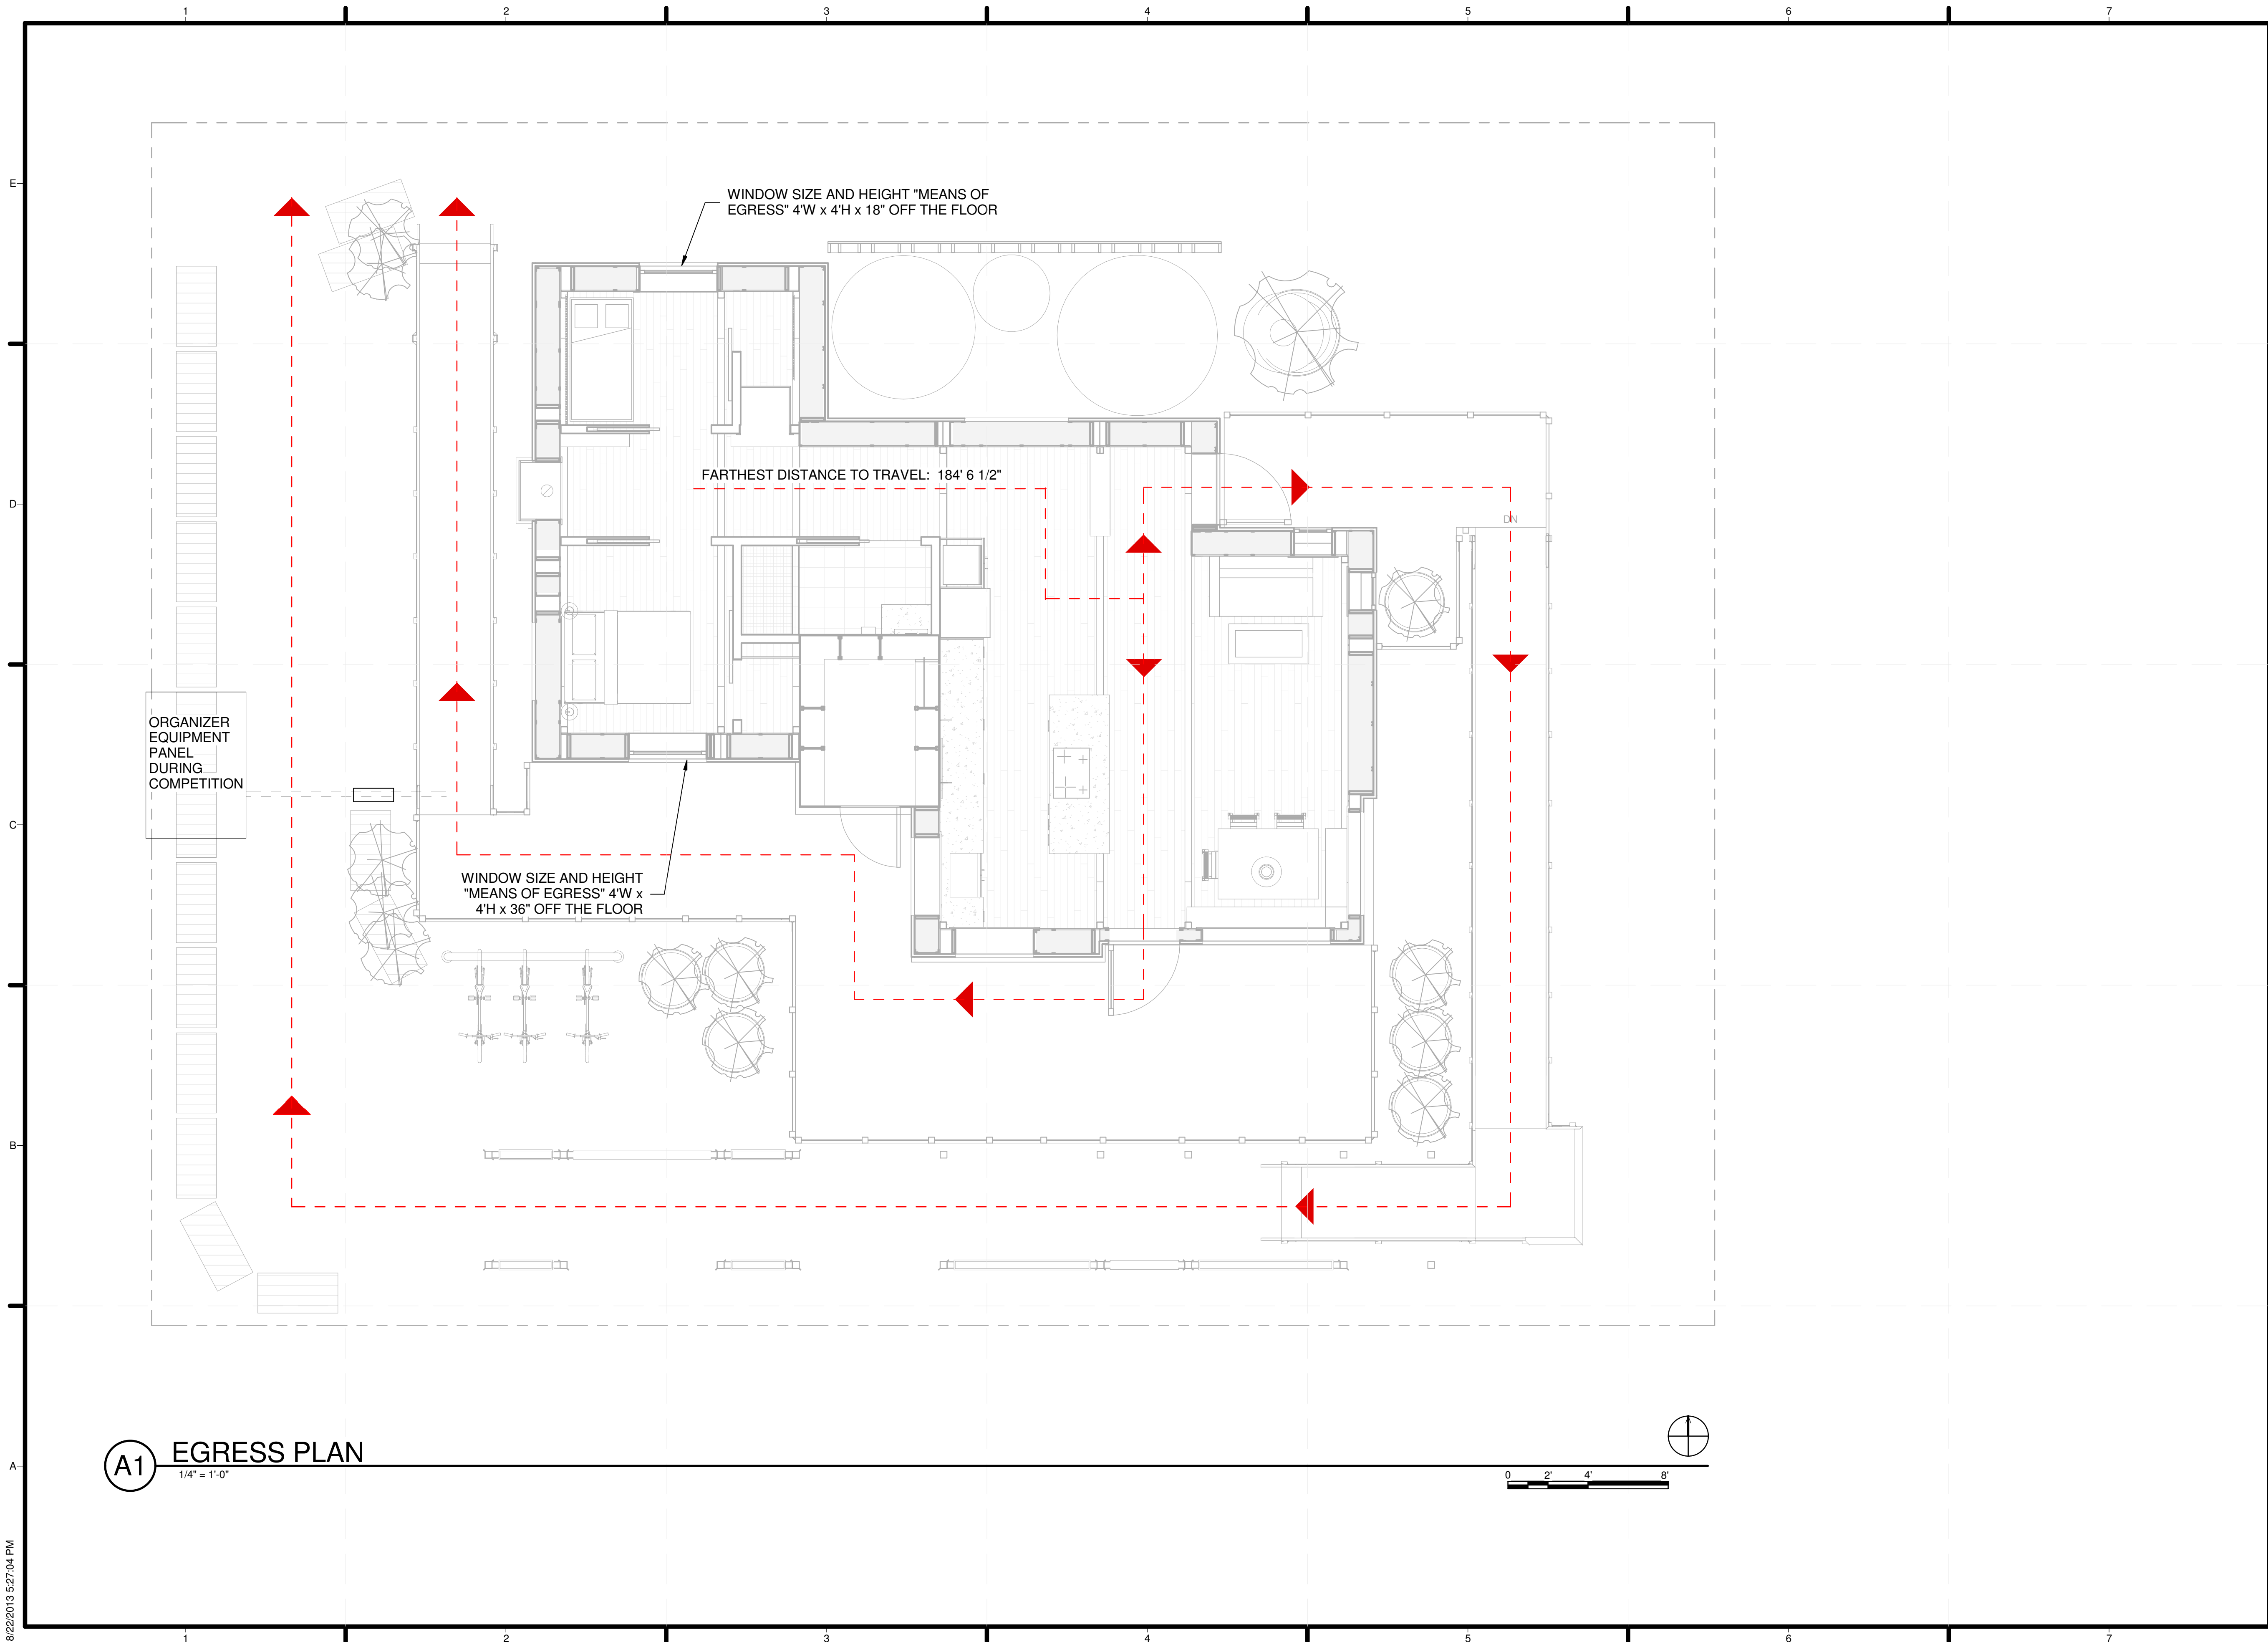 1 2 3 4 5 6 7
E
WINDOW SIZE AND HEIGHT "MEANS OF
EGRESS" 4'W x 4'H x 18" OFF THE FLOOR
FARTHEST DISTANCE TO TRAVEL: 184' 6 1/2"
D
DN
ORGANIZER
EQUIPMENT
PANEL
DURING
COMPETITION
C
WINDOW SIZE AND HEIGHT
"MEANS OF EGRESS" 4'W x
4'H x 36" OFF THE FLOOR
B
A
A1
EGRESS PLAN
1/4" = 1'-0"
0 2' 4' 8'
8/22/2013 5:27:04 PM
1 2 3 4 5 6 7